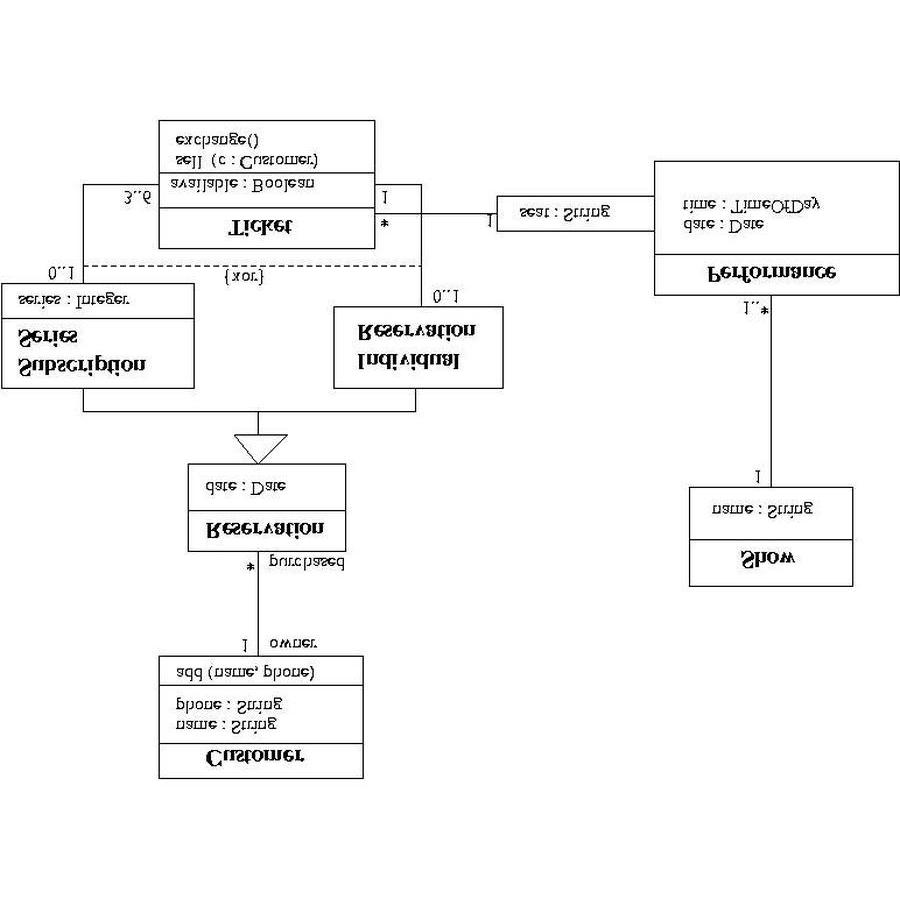 Customer
name : String
phone : String
add (name, phone)
1
owner
*
purchased
Reservation
date : Date
Show
name : String
1
1..*
Performance
date : Date
time : TimeOfDay
Subscription
Series
series : Integer
0..1
Individual
Reservation
0..1
{xor}
3..6
1
Ticket
available : Boolean
sell (c : Customer)
exchange()
*
1
seat : String